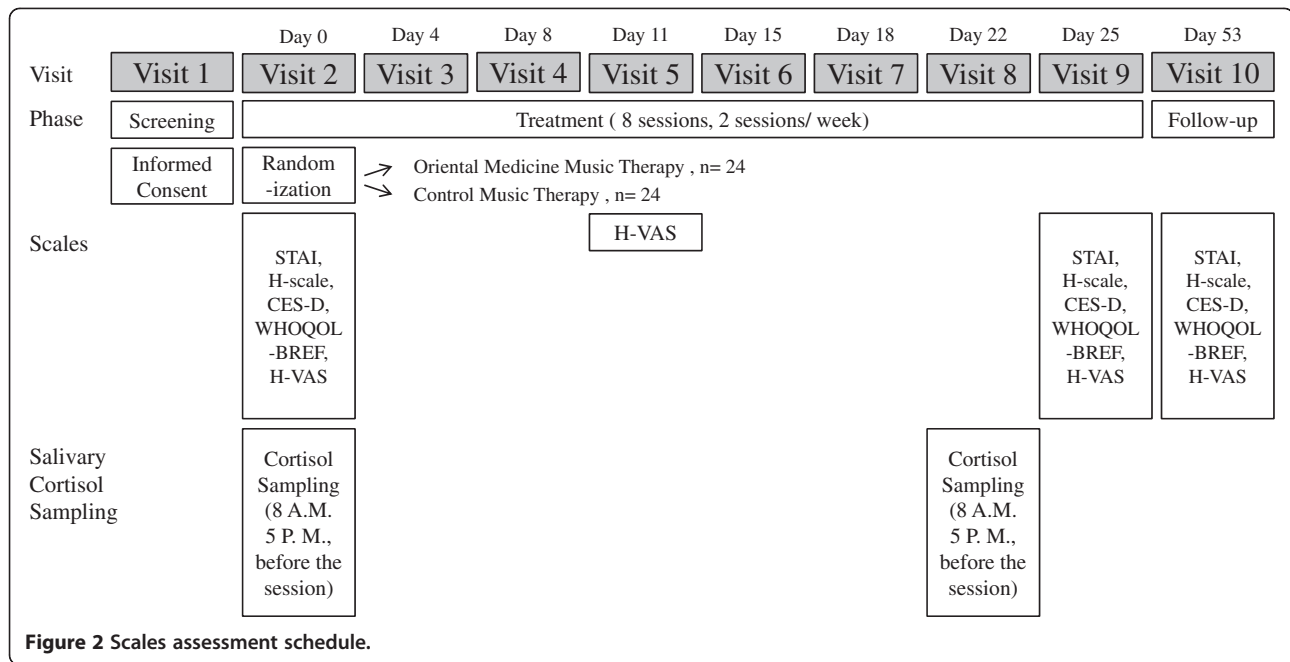 Day 0 Day 4 Day 8 Day 11 Day 15 Day 18 Day 22 Day 25 Day 53
Visit Visit 1 Visit 2 Visit 3 Visit 4 Visit 5 Visit 6 Visit 7 Visit 8 Visit 9 Visit 10
Phase Screening Treatment ( 8 sessions, 2 sessions/ week) Follow-up
Informed
Consent
Random
-ization
Oriental Medicine Music Therapy , n= 24
Control Music Therapy , n= 24
Scales
STAI,
H-scale,
CES-D,
WHOQOL
-BREF,
H-VAS
H-VAS
STAI,
H-scale,
CES-D,
WHOQOL
-BREF,
H-VAS
STAI,
H-scale,
CES-D,
WHOQOL
-BREF,
H-VAS
Salivary
Cortisol
Sampling
Cortisol
Sampling
(8 A.M.
5 P. M.,
before the
session)
Cortisol
Sampling
(8 A.M.
5 P. M.,
before the
session)
Figure 2 Scales assessment schedule.